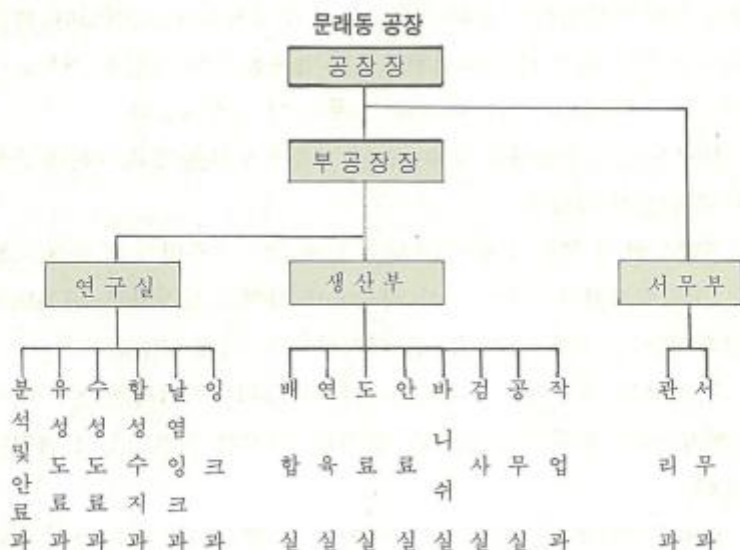 문래동 공장
공 장 장
부 공 장 장
연 구 실
생 산 부
서 무 부
분석및안료과
유성도료과
수성도료과
합성수지과
날염잉크과
잉크과
배합실
연육실
도료실
안료실
바니쉬실
검사실
공무실
작업과
관리과
서무과